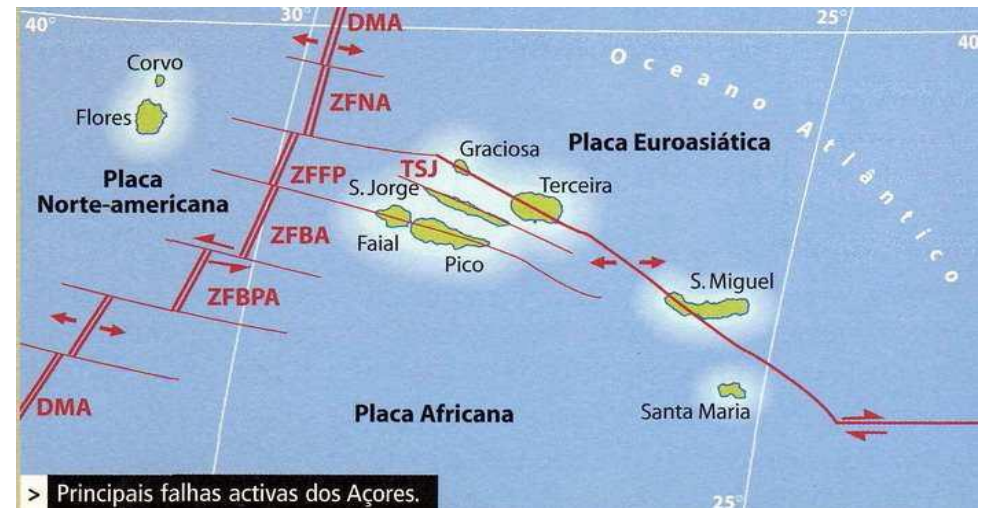 40°
30°
DMA
25°
40
Corvo
Flores
ZFNA
Oceano Atlântico
Placa Euroasiática
Graciosa
TSJ
Terceira
ZFFP
S. Jorge
Placa
Norte-americana
ZFBA
Faial
Pico
ZFBPA
S. Miguel
DMA
Placa Africana
Santa Maria
> Principais falhas activas dos Açores.
25°